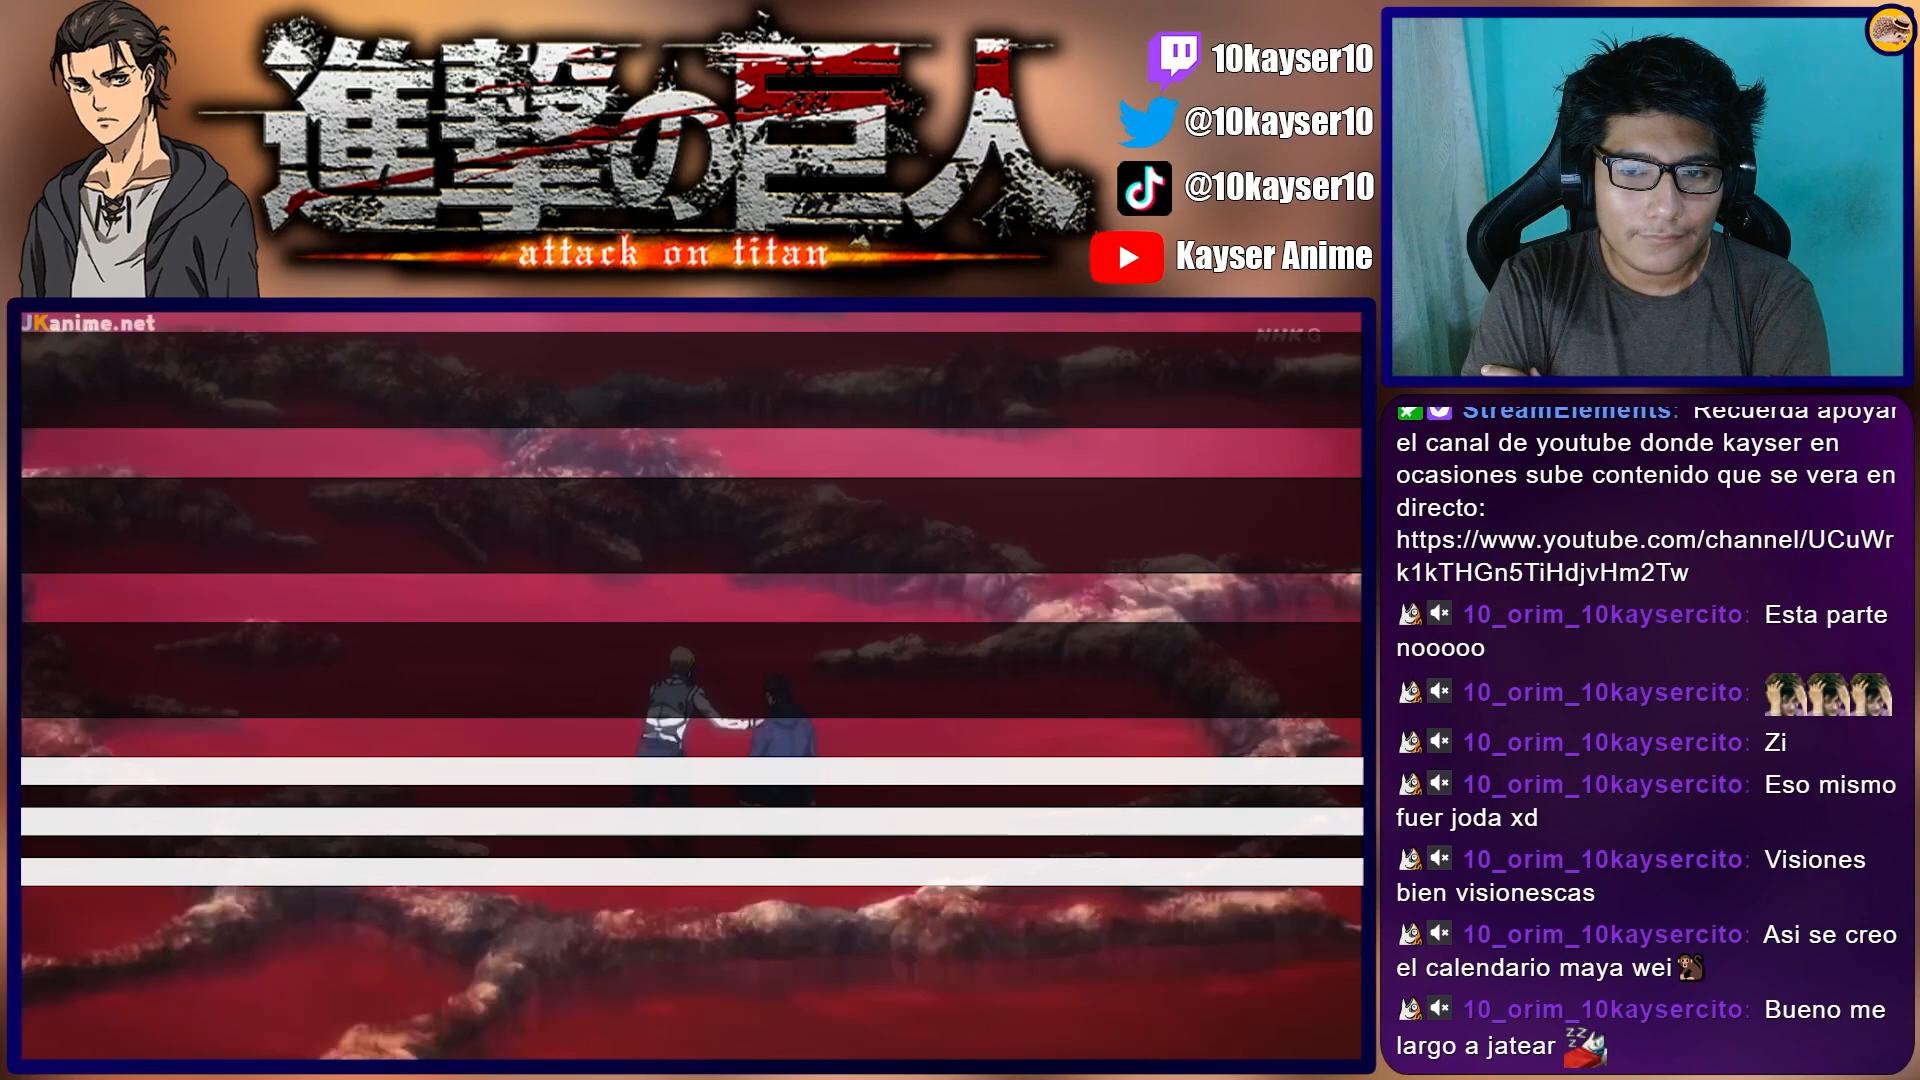 進撃の巨人
attack on titan
10kayser10
@10kayser10
@10kayser10
Kayser Anime
JKanime.net
NHK G
StreamElements: Recuerda apoyar
el canal de youtube donde kayser en
ocasiones sube contenido que se vera en
directo:
https://www.youtube.com/channel/UCuWr
k1kTHGn5TiHdjvHm2Tw
10_orim_10kaysercito: Esta parte
nooooo
10_orim_10kaysercito:
10_orim_10kaysercito: Zi
10_orim_10kaysercito: Eso mismo
fuer joda xd
10_orim_10kaysercito: Visiones
bien visionescas
10_orim_10kaysercito: Asi se creo
el calendario maya wei
10_orim_10kaysercito: Bueno me
largo a jatear